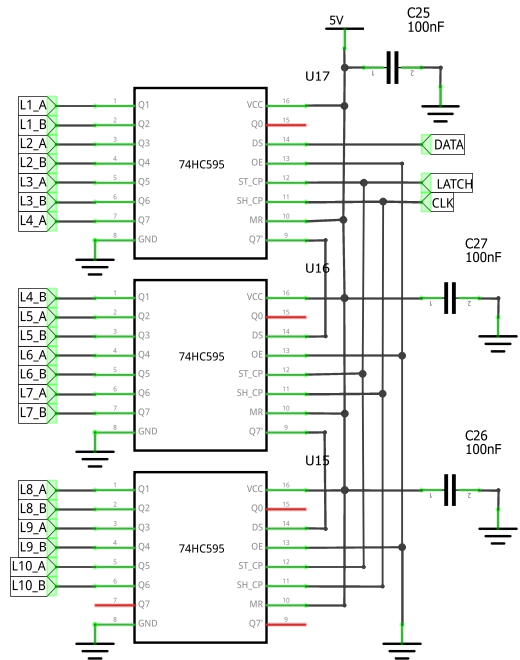 5V
C25
100nF
1
2
U17
L1_A 1 Q1 VCC 16
L1_B 2 Q2 Q0 15
L2_A 3 Q3 DS 14 DATA
L2_B 4 Q4 74HC595 OE 13
L3_A 5 Q5 ST_CP 12 LATCH
L3_B 6 Q6 SH_CP 11 CLK
L4_A 7 Q7 MR 10
8 GND Q7' 9
C27
100nF
U16
L4_B 1 Q1 VCC 16 1 2
L5_A 2 Q2 Q0 15
L5_B 3 Q3 DS 14
L6_A 4 Q4 74HC595 OE 13
L6_B 5 Q5 ST_CP 12
L7_A 6 Q6 SH_CP 11
L7_B 7 Q7 MR 10
8 GND Q7' 9
C26
100nF
U15
L8_A 1 Q1 VCC 16 1 2
L8_B 2 Q2 Q0 15
L9_A 3 Q3 DS 14
L9_B 4 Q4 74HC595 OE 13
L10_A 5 Q5 ST_CP 12
L10_B 6 Q6 SH_CP 11
7 Q7 MR 10
8 GND Q7' 9